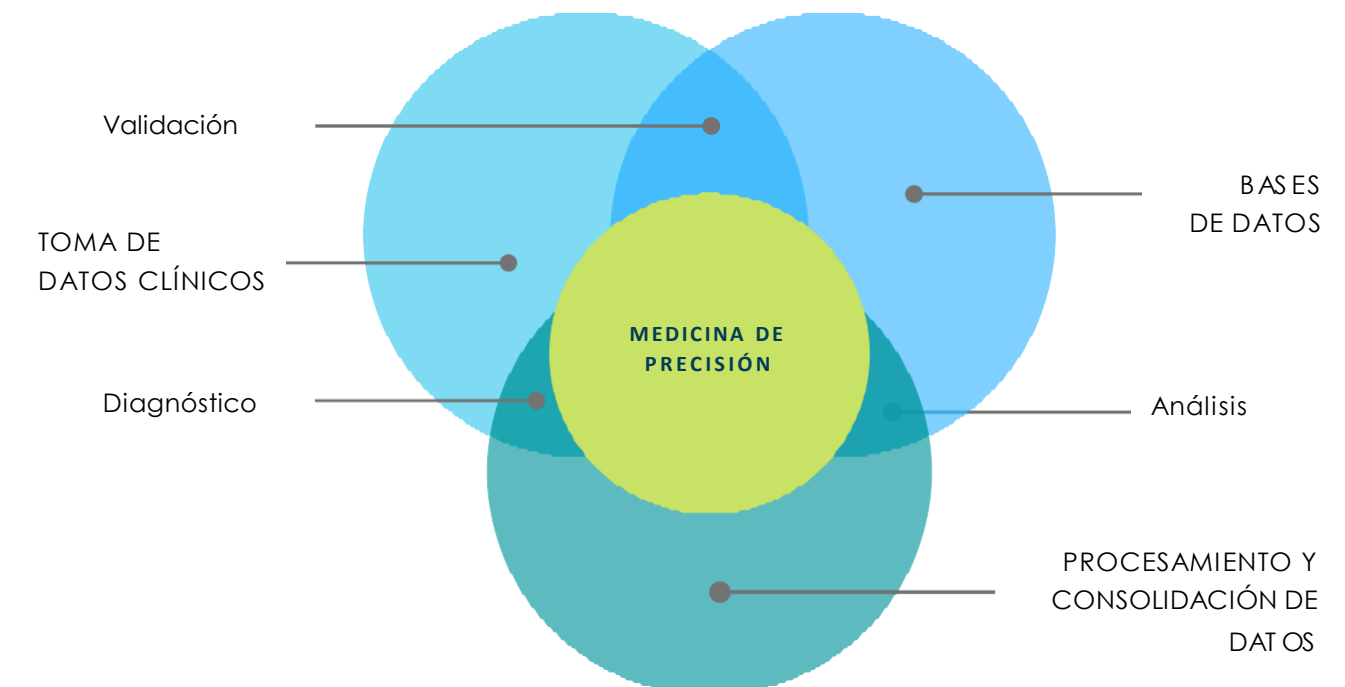 Validación
BASES
DE DATOS
TOMA DE
DATOS CLÍNICOS
MEDICINA DE
PRECISIÓN
Diagnóstico
Análisis
PROCESAMIENTO Y
CONSOLIDACIÓN DE
DATOS